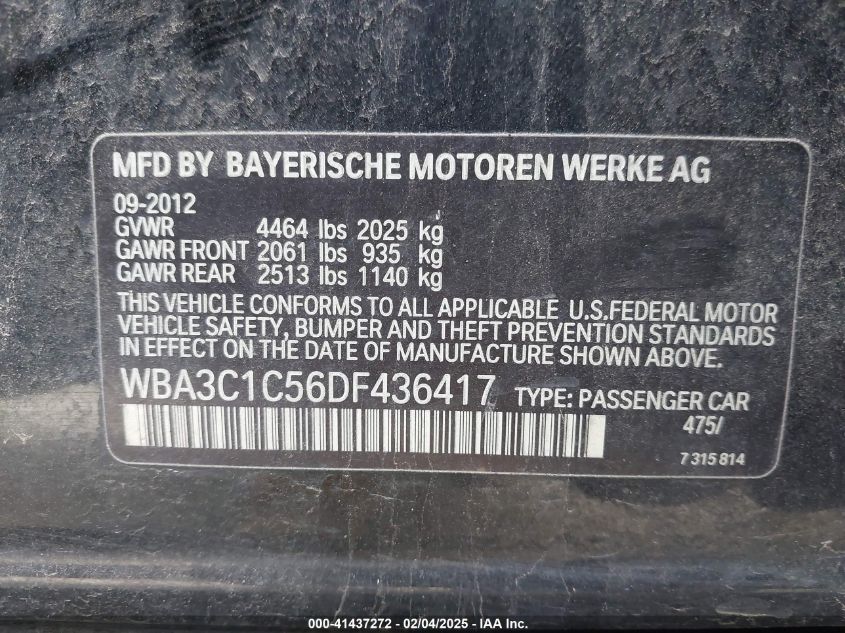 MFD BY BAYERISCHE MOTOREN WERKE AG
09-2012
GVWR 4464 lbs 2025 kg
GAWR FRONT 2061 lbs 935 kg
GAWR REAR 2513 lbs 1140 kg
THIS VEHICLE CONFORMS TO ALL APPLICABLE U.S.FEDERAL MOTOR
VEHICLE SAFETY, BUMPER AND THEFT PREVENTION STANDARDS
IN EFFECT ON THE DATE OF MANUFACTURE SHOWN ABOVE.
WBA3C1C56DF436417 TYPE: PASSENGER CAR
475/
7 315 814
000-41437272 - 02/04/2025 - IAA Inc.